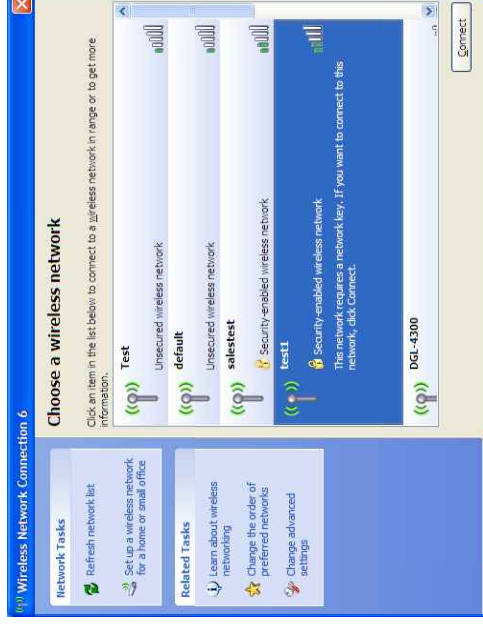 Wireless Network Connection 6
Network Tasks
Refresh network list
Set up a wireless network
for a home or small office
Related Tasks
Learn about wireless
networking
Change the order of
preferred networks
Change advanced
settings
Choose a wireless network
Click an item in the list below to connect to a wireless network in range or to get more
information.
Test
Unsecured wireless network
default
Unsecured wireless network
salestest
Security-enabled wireless network
test1
Security-enabled wireless network
This network requires a network key. If you want to connect to this
network, click Connect.
DGL-4300
Connect